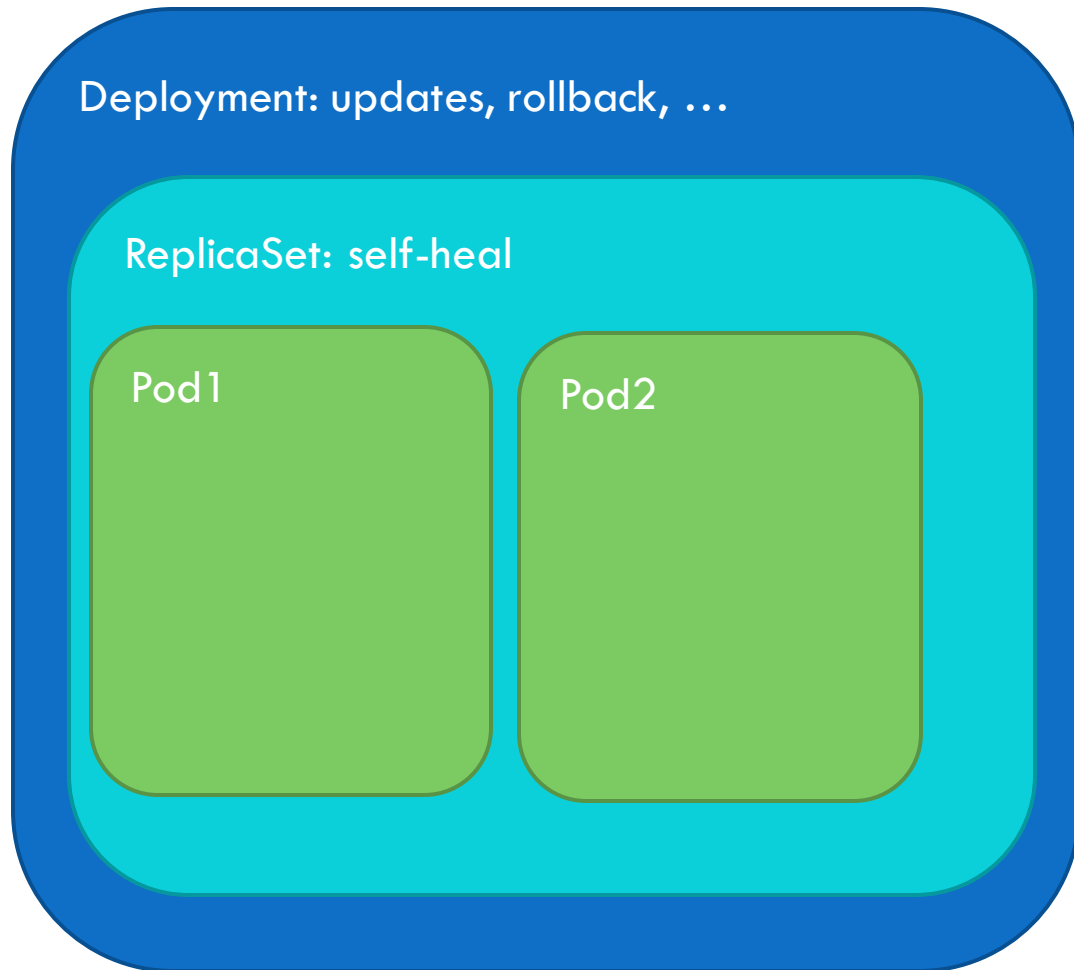 Deployment: updates, rollback, …
ReplicaSet: self-heal
Pod1
Pod2